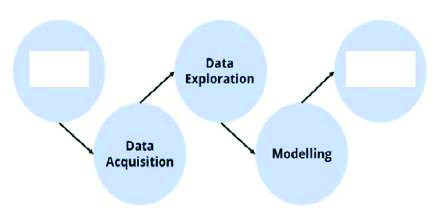 Data
Acquisition
Data
Exploration
Modelling